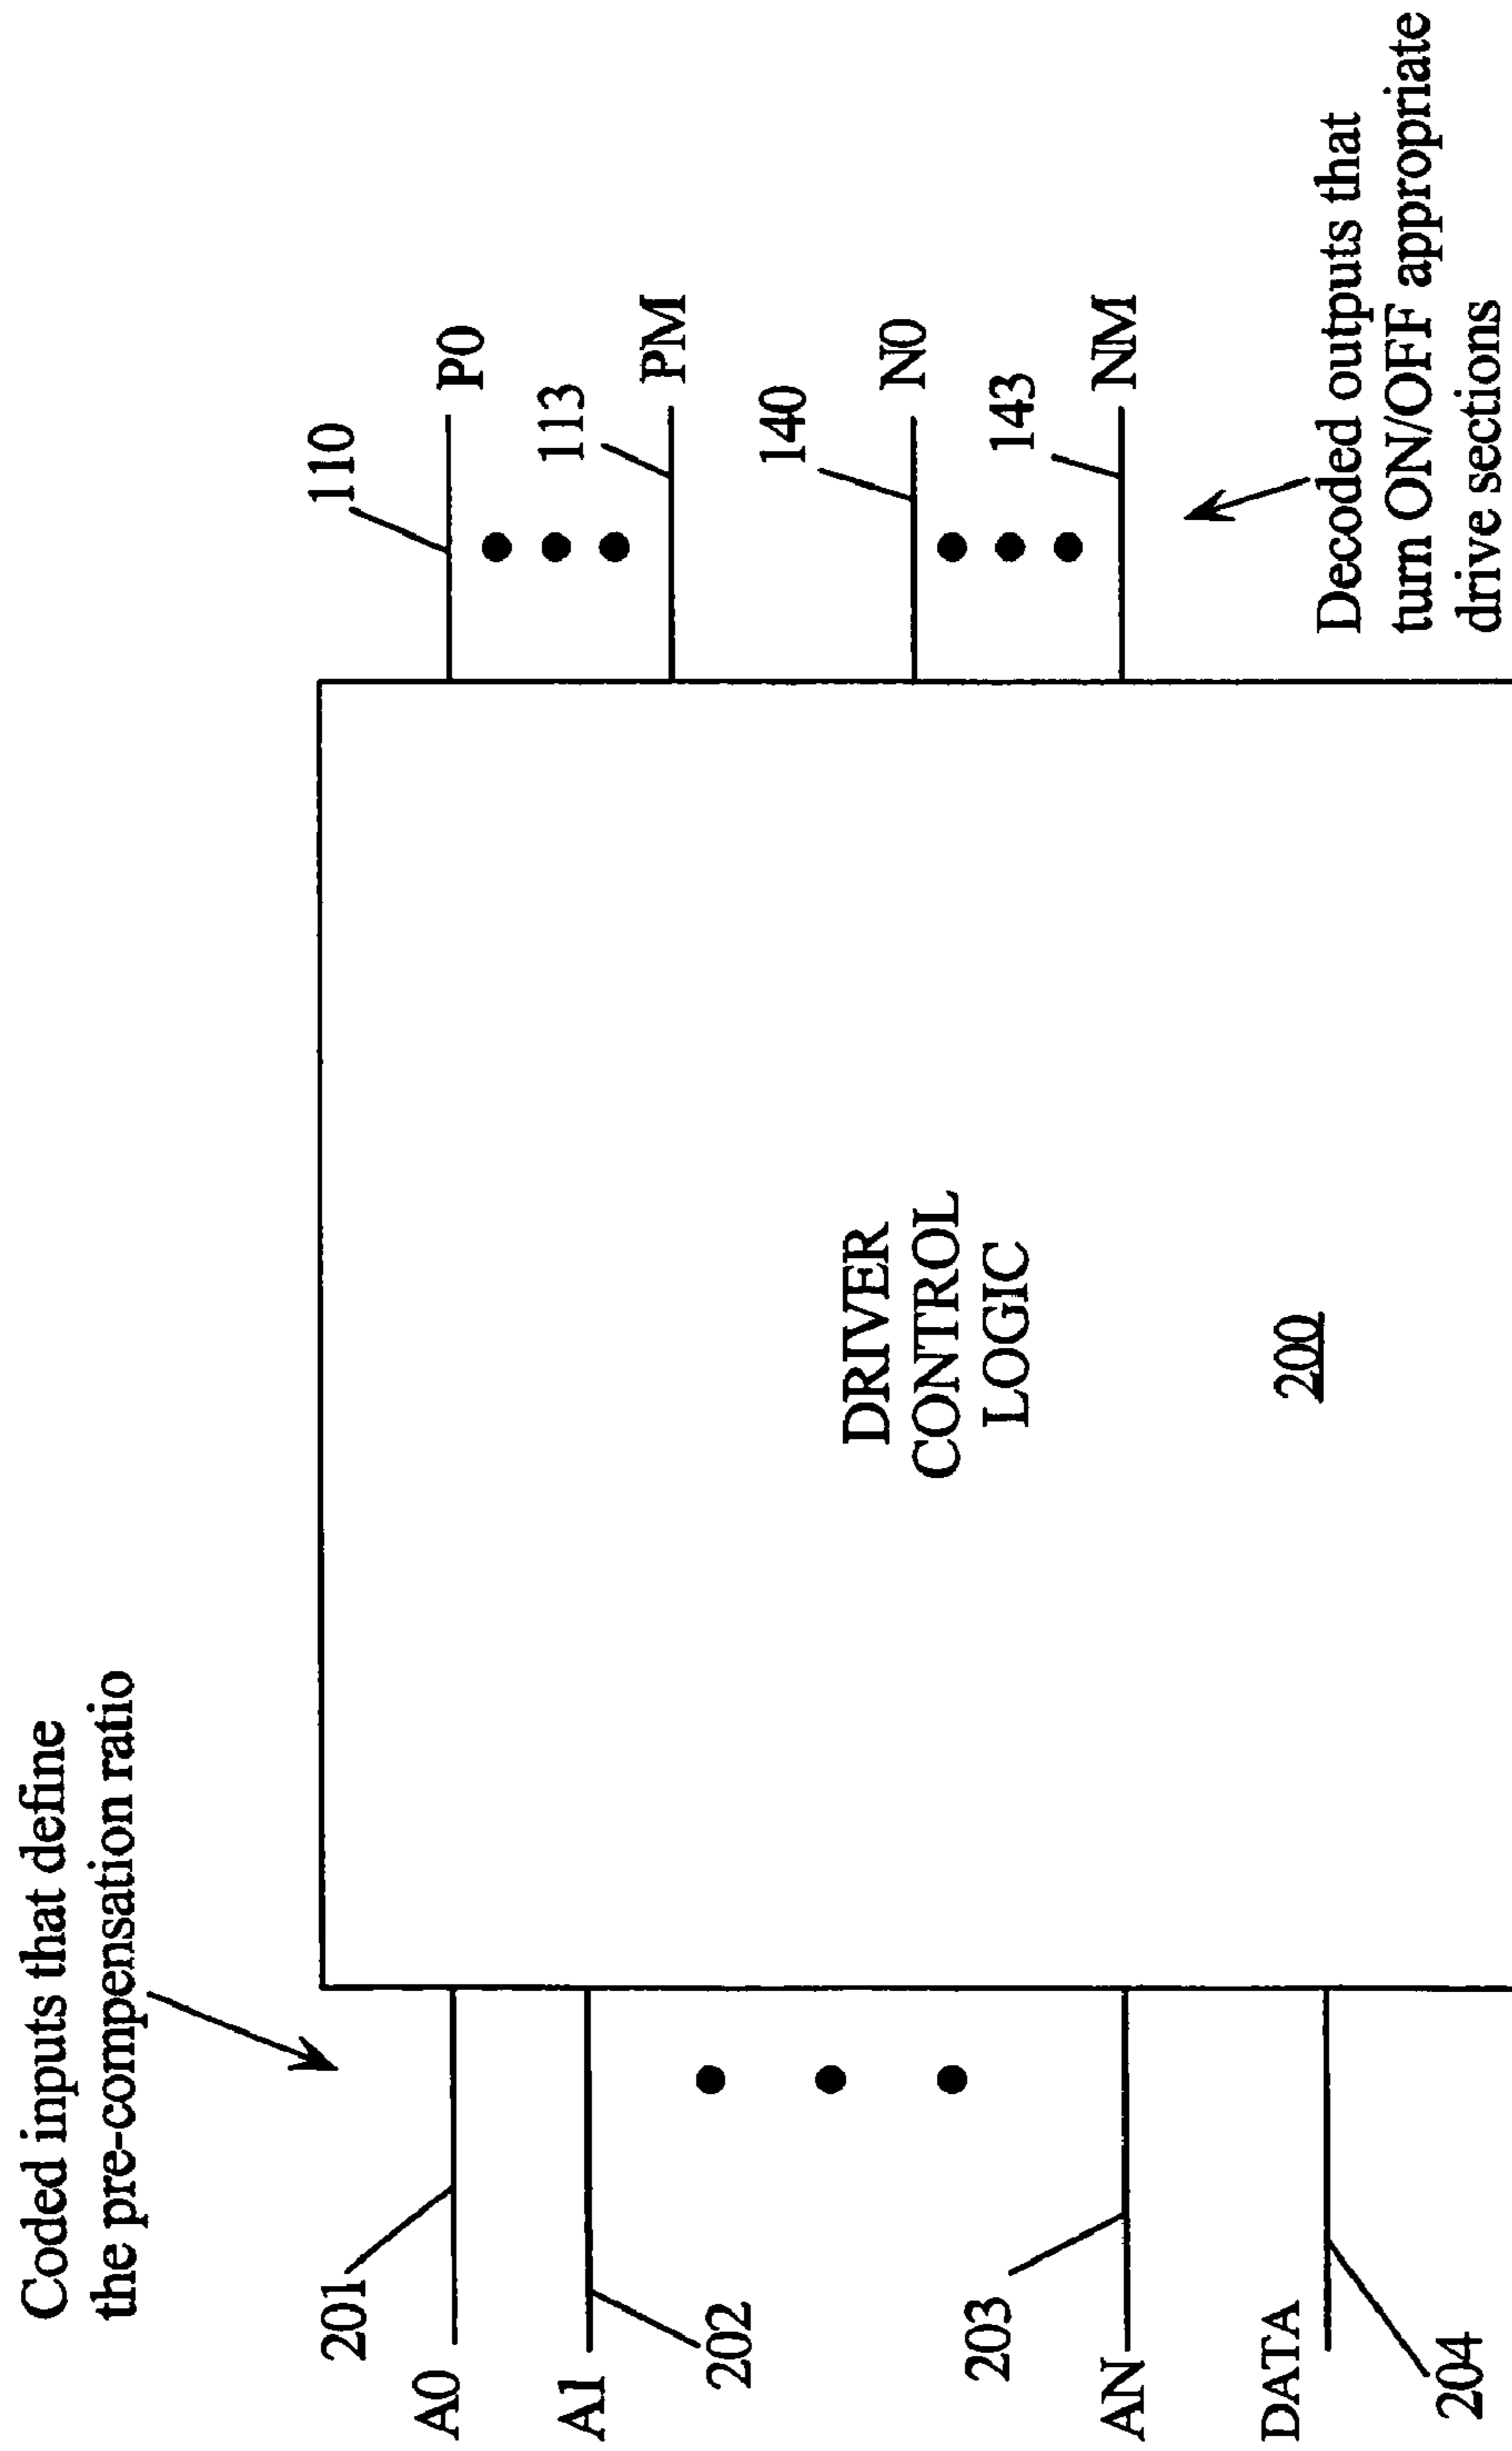 Coded inputs that define
the pre-compensation ratio
201
A0
A1
202
203
AN
DATA
204
DRIVER
CONTROL
LOGIC
200
110
P0
113
PM
140
N0
143
NM
Decoded outputs that
turn ON/OFF appropriate
drive sections